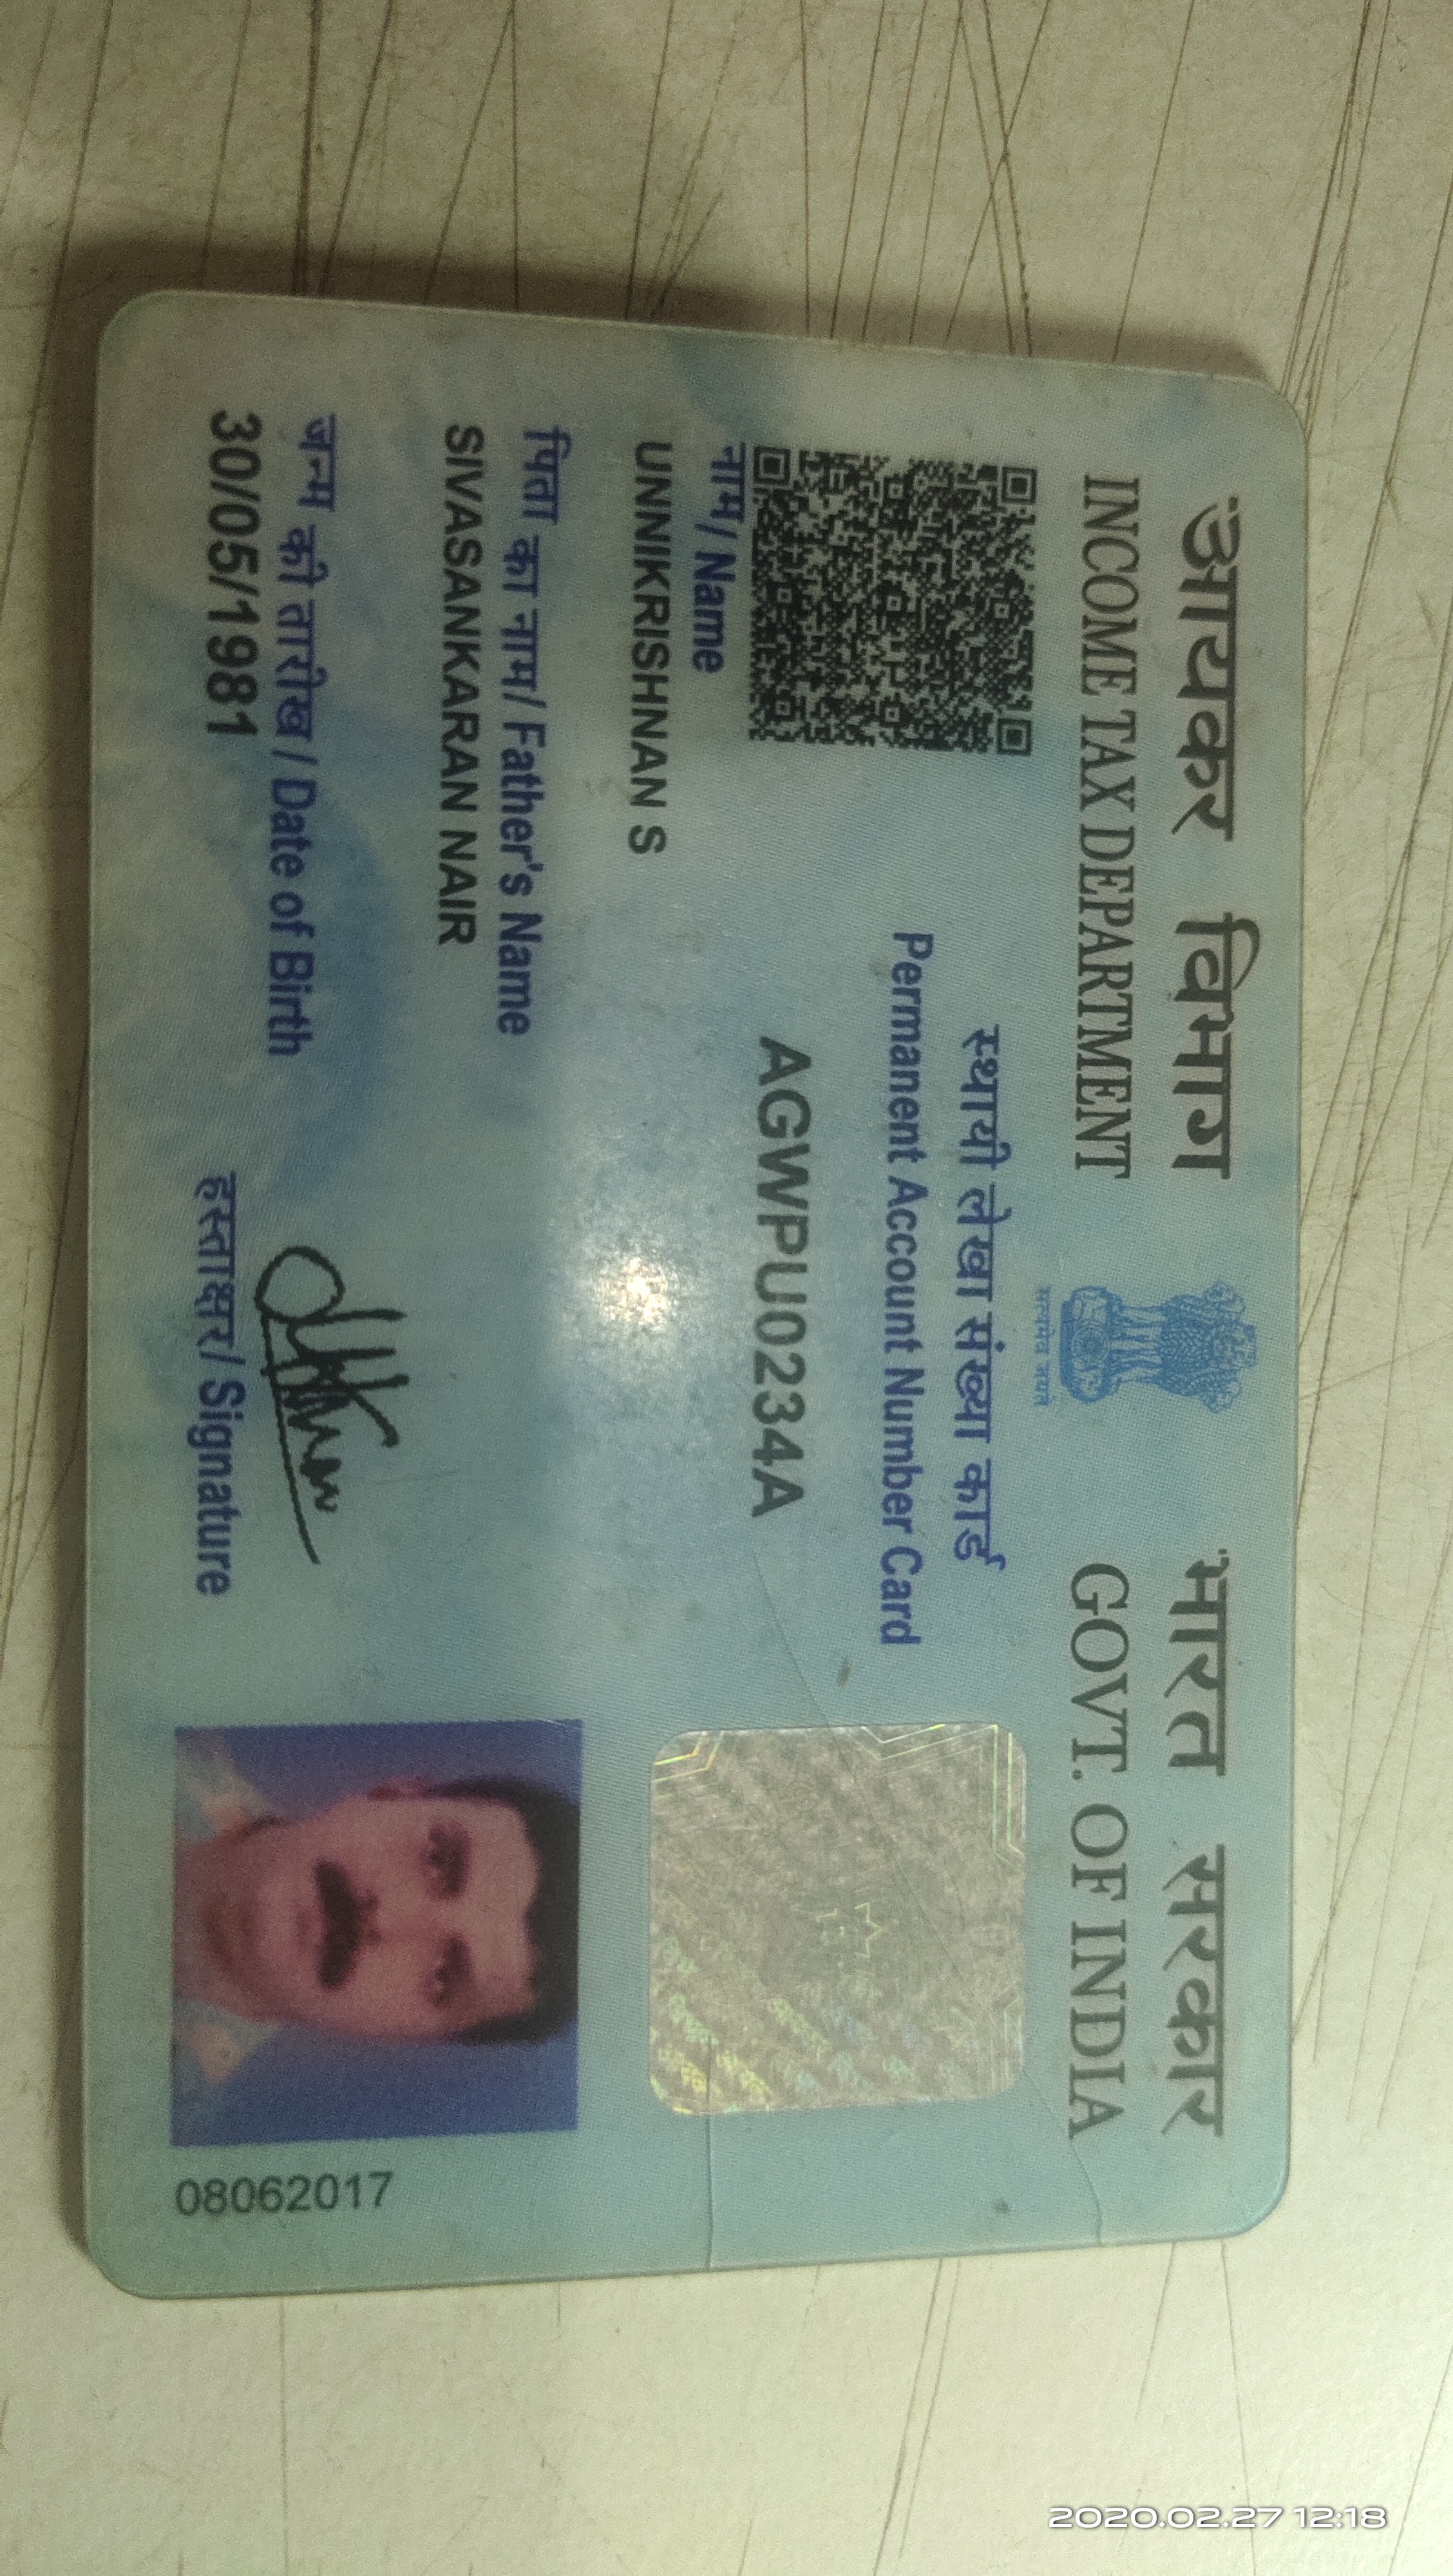 आयकर विभाग
INCOME TAX DEPARTMENT
सत्यमेव जयते
भारत सरकार
GOVT. OF INDIA
स्थायी लेखा संख्या कार्ड
Permanent Account Number Card
AGWPU0234A
नाम/ Name
UNNIKRISHNAN S
पिता का नाम/ Father's Name
SIVASANKARAN NAIR
जन्म की तारीख / Date of Birth
30/05/1981
हस्ताक्षर/ Signature
08062017
2020.02.27 12:18